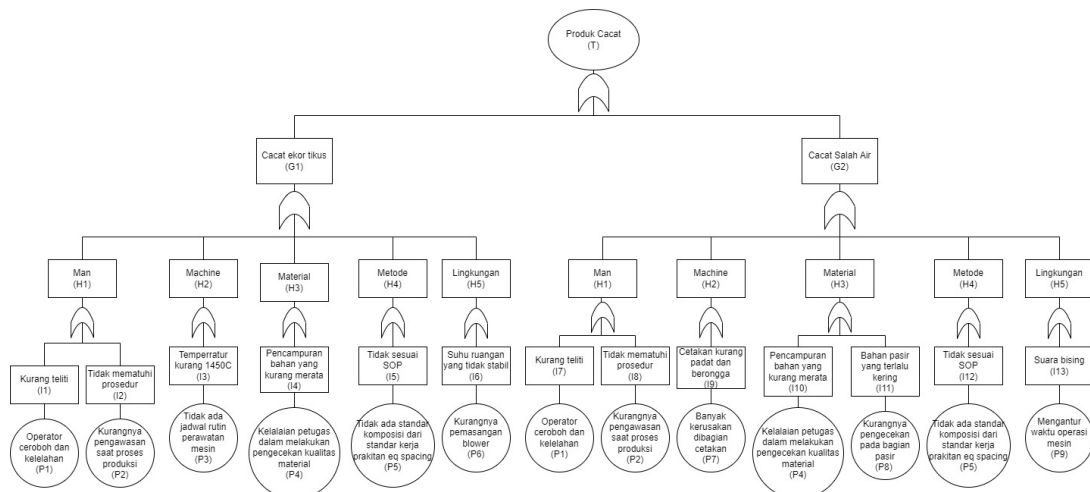 Produk Cacat
(T)
Cacat ekor tikus
(G1)
Cacat Salah Air
(G2)
Man
(H1)
Machine
(H2)
Material
(H3)
Metode
(H4)
Lingkungan
(H5)
Man
(H1)
Machine
(H2)
Material
(H3)
Metode
(H4)
Lingkungan
(H5)
Kurang teliti
(I1)
Tidak mematuhi
prosedur
(I2)
Temperratur
kurang 1450C
(I3)
Pencampuran
bahan yang
kurang merata
(I4)
Tidak sesuai
SOP
(I5)
Suhu ruangan
yang tidak stabil
(I6)
Kurang teliti
(I7)
Tidak mematuhi
prosedur
(I8)
Cetakan kurang
padat dan
berongga
(I9)
Pencampuran
bahan yang
kurang merata
(I10)
Bahan pasir
yang terlalu
kering
(I11)
Tidak sesuai
SOP
(I12)
Suara bising
(I13)
Operator
ceroboh dan
kelelahan
(P1)
Kurangnya
pengawasan
saat proses
produksi
(P2)
Tidak ada
jadwal rutin
perawatan
mesin
(P3)
Kelalaian petugas
dalam melakukan
pengecekan kualitas
material
(P4)
Tidak ada standar
komposisi dari
standar kerja
prakitan eq spacing
(P5)
Kurangnya
pemasangan
blower
(P6)
Operator
ceroboh dan
kelelahan
(P1)
Kurangnya
pengawasan
saat proses
produksi
(P2)
Banyak
kerusakan
dibagian
cetakan
(P7)
Kelalaian petugas
dalam melakukan
pengecekan kualitas
material
(P4)
Kurangnya
pengecekan
pada bagian
pasir
(P8)
Tidak ada standar
komposisi dari
standar kerja
prakitan eq spacing
(P5)
Mengantur
waktu operasi
mesin
(P9)